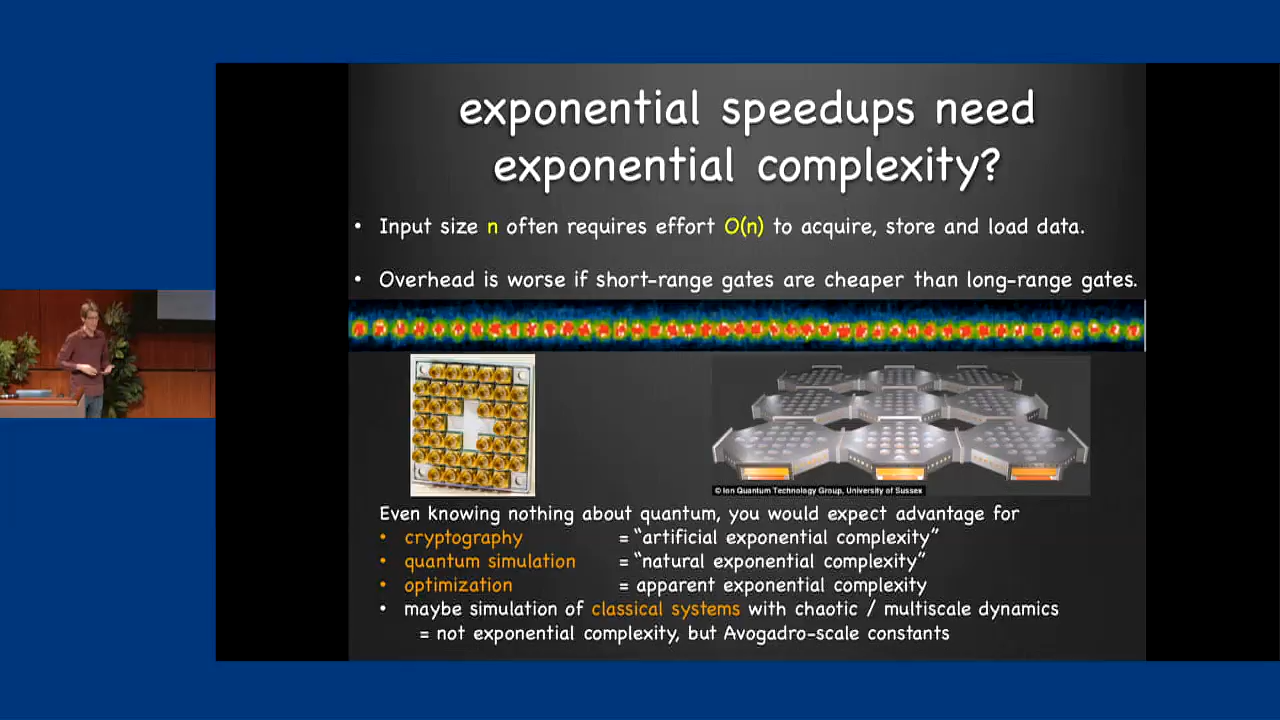 exponential speedups need
exponential complexity?
• Input size n often requires effort O(n) to acquire, store and load data.
• Overhead is worse if short-range gates are cheaper than long-range gates.
© Ion Quantum Technology Group, University of Sussex
Even knowing nothing about quantum, you would expect advantage for
• cryptography = “artificial exponential complexity”
• quantum simulation = “natural exponential complexity”
• optimization = apparent exponential complexity
• maybe simulation of classical systems with chaotic / multiscale dynamics
= not exponential complexity, but Avogadro-scale constants